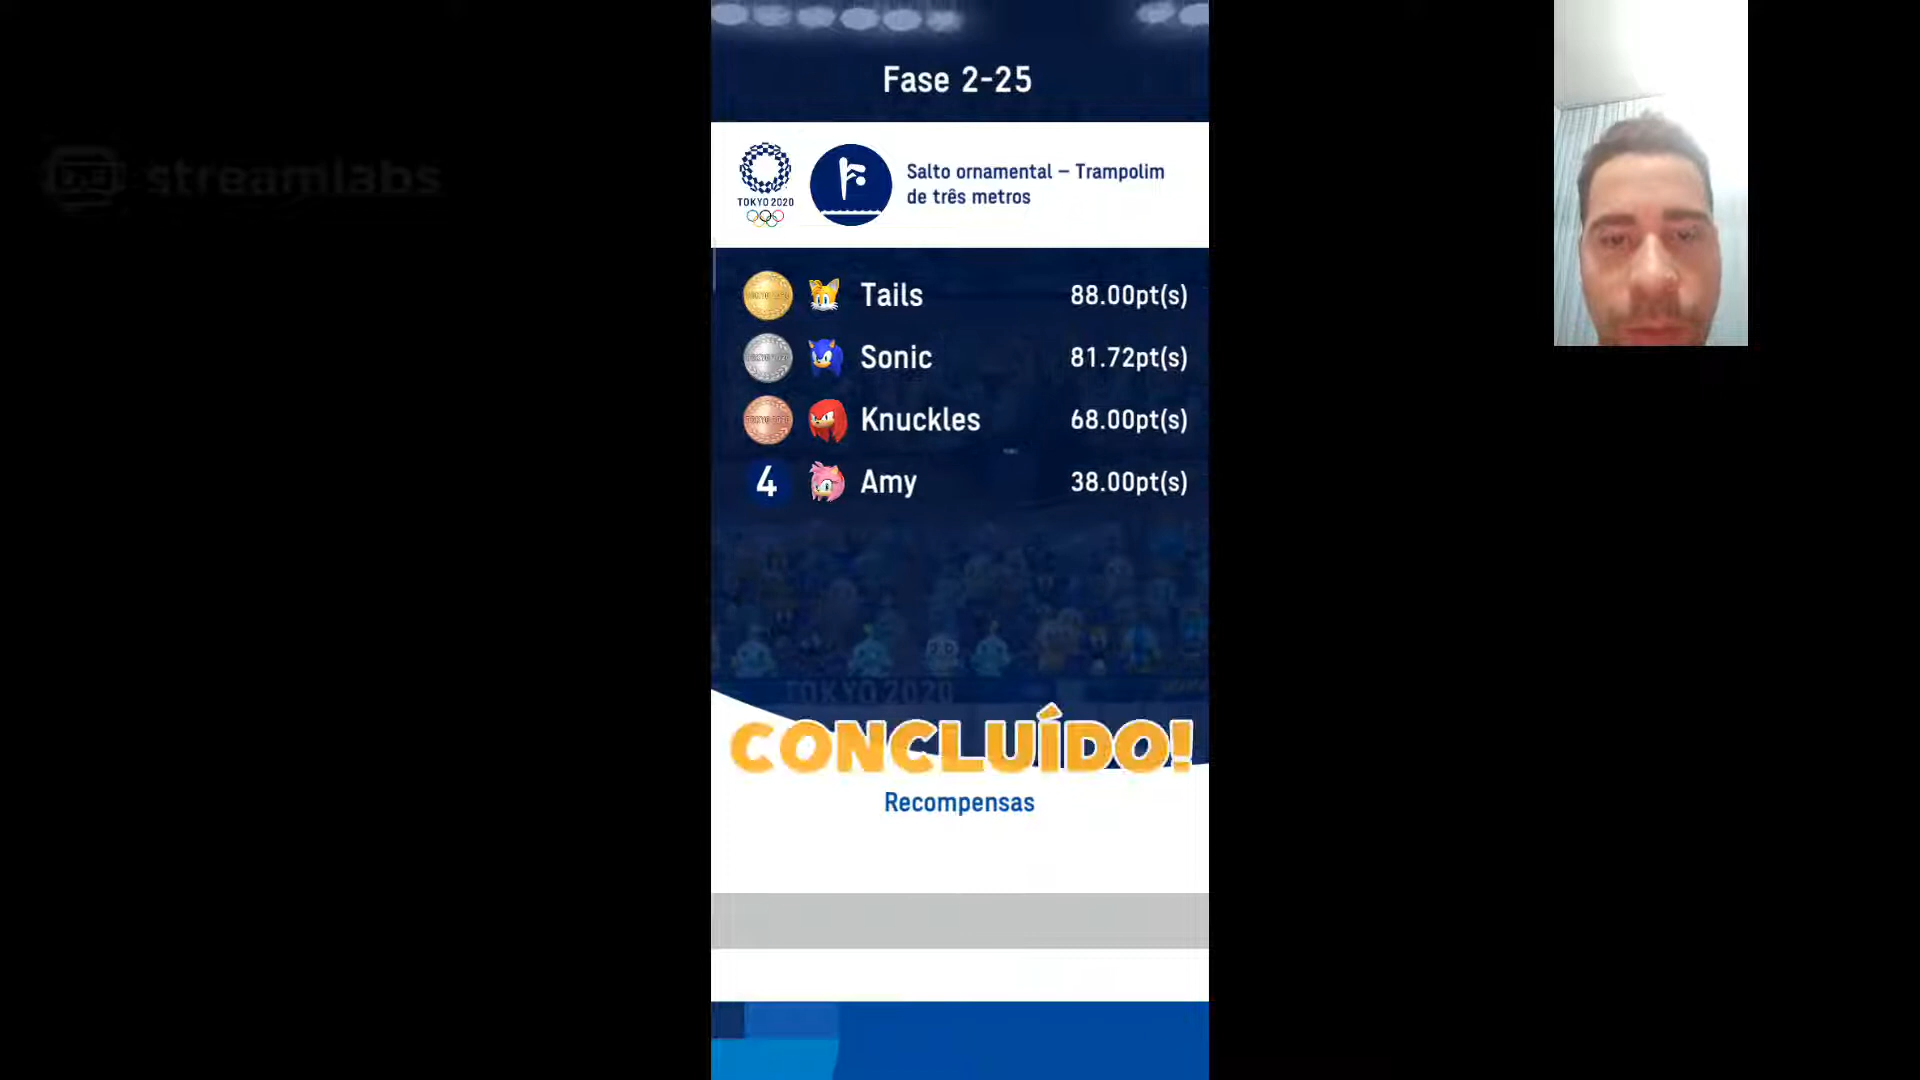 streamlabs
Fase 2-25
TOKYO 2020
Salto ornamental – Trampolim
de três metros
Tails 88.00pt(s)
Sonic 81.72pt(s)
Knuckles 68.00pt(s)
4 Amy 38.00pt(s)
TOKYO 2020
CONCLUÍDO!
Recompensas